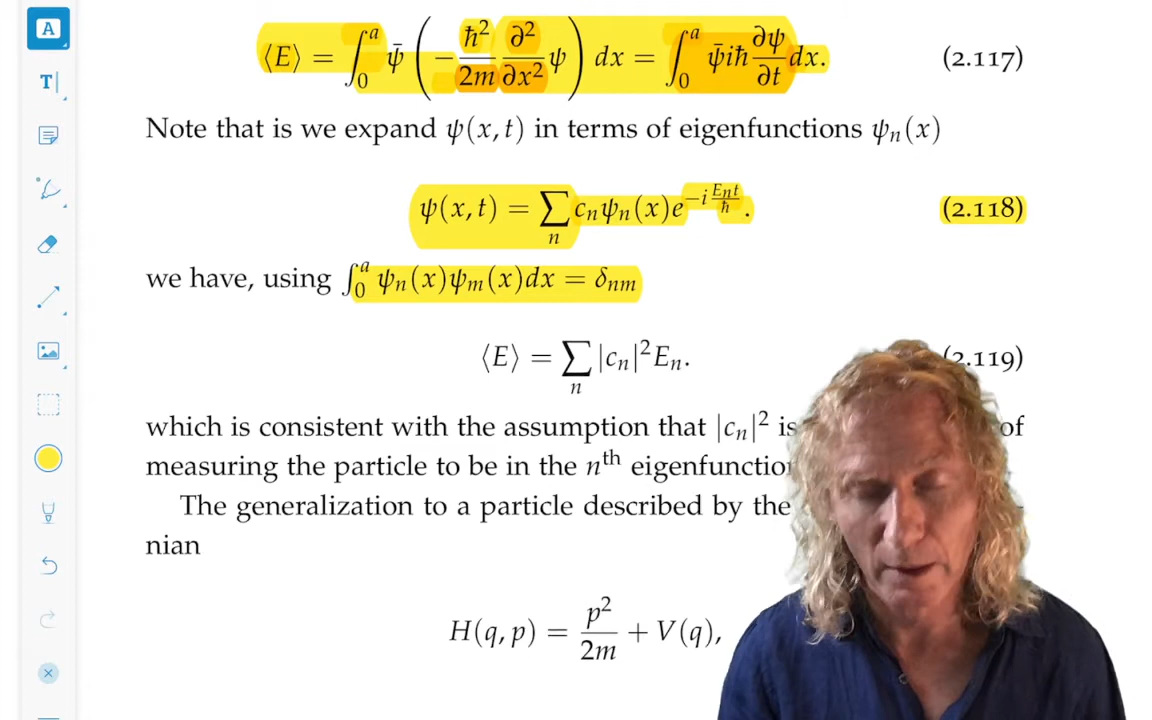 A
⟨E⟩ = ∫₀ᵃ ψ̄ ( − ħ²/2m ∂²/∂x² ψ ) dx = ∫₀ᵃ ψ̄iħ ∂ψ/∂t dx. (2.117)
T
Note that is we expand ψ(x, t) in terms of eigenfunctions ψₙ(x)
ψ(x, t) = ∑ₙ cₙψₙ(x)e^{−i Eₙt/ħ}. (2.118)
we have, using ∫₀ᵃ ψₙ(x)ψₘ(x)dx = δₙₘ
⟨E⟩ = ∑ₙ |cₙ|²Eₙ. (2.119)
which is consistent with the assumption that |cₙ|² is of
measuring the particle to be in the nᵗʰ
The generalization to a particle described by the
nian
H(q, p) = p²/2m + V(q),